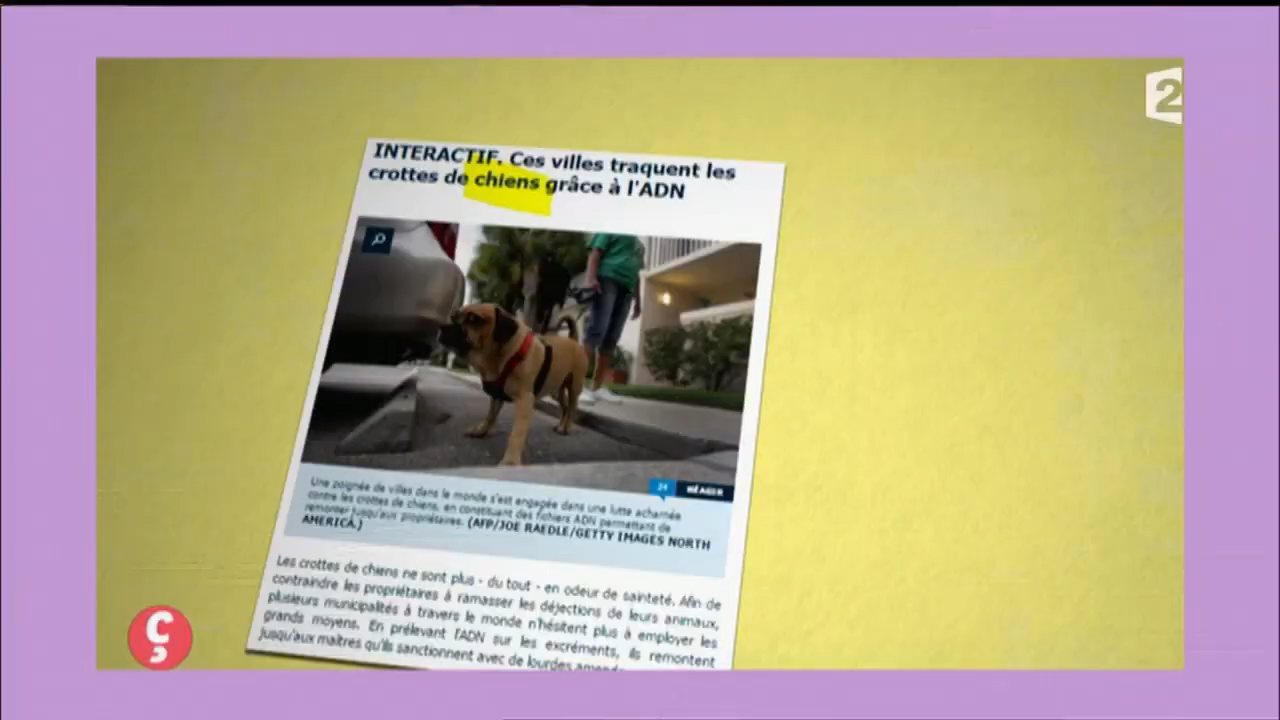 2
INTERACTIF. Ces villes traquent les
crottes de chiens grâce à l'ADN
24 RÉAGIR
Une poignée de villes dans le monde s'est engagée dans une lutte acharnée
contre les crottes de chiens, en constituant des fichiers ADN permettant de
remonter jusqu'aux propriétaires. (AFP/JOE RAEDLE/GETTY IMAGES NORTH
AMERICA.)
Les crottes de chiens ne sont plus - du tout - en odeur de sainteté. Afin de
contraindre les propriétaires à ramasser les déjections de leurs animaux,
plusieurs municipalités à travers le monde n'hésitent plus à employer les
grands moyens. En prélevant l'ADN sur les excréments, ils remontent
jusqu'aux maîtres qu'ils sanctionnent avec de lourdes
Ç